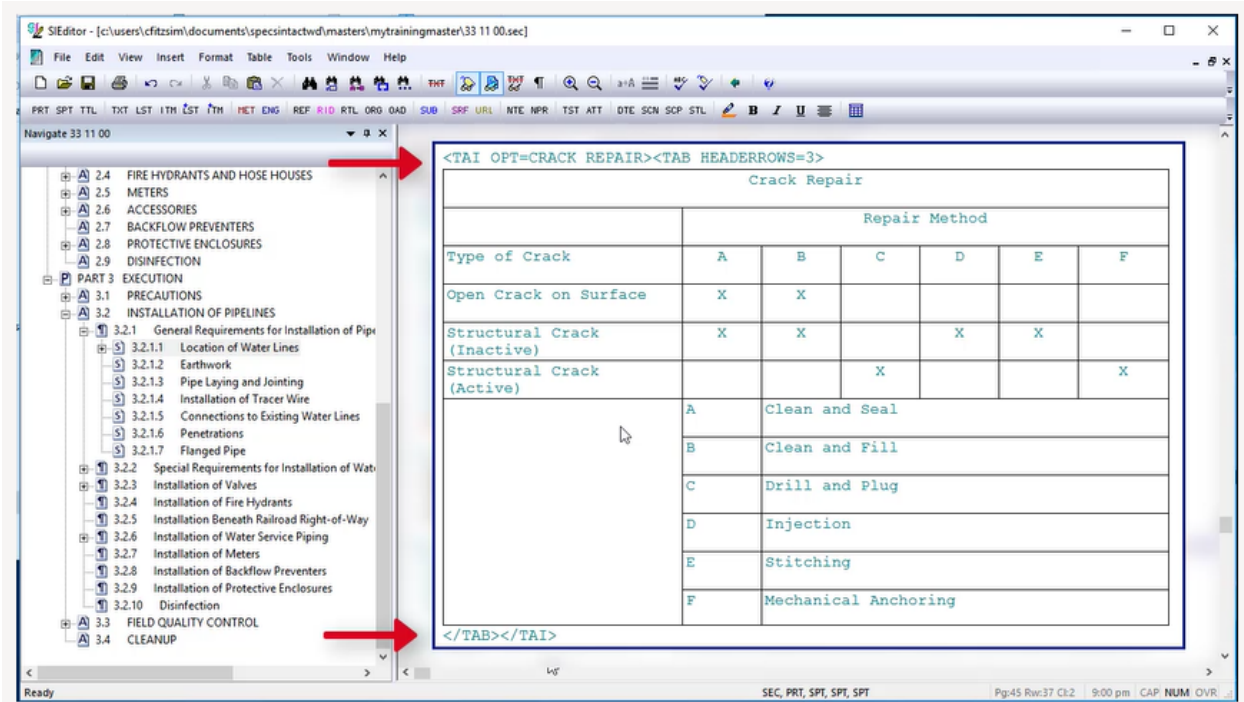 SIEditor - [c:\users\cfitzsim\documents\specsintactwd\masters\mytrainingmaster\33 11 00.sec]
File Edit View Insert Format Table Tools Window Help
PRT SPT TTL TXT LST ITM LST ITM MET ENG REF RID RTL ORG OAD SUB SRF URL NTE NPR TST ATT DTE SCN SCP STL B I U
Navigate 33 11 00
2.4 FIRE HYDRANTS AND HOSE HOUSES
2.5 METERS
2.6 ACCESSORIES
2.7 BACKFLOW PREVENTERS
2.8 PROTECTIVE ENCLOSURES
2.9 DISINFECTION
PART 3 EXECUTION
3.1 PRECAUTIONS
3.2 INSTALLATION OF PIPELINES
3.2.1 General Requirements for Installation of Pipe
3.2.1.1 Location of Water Lines
3.2.1.2 Earthwork
3.2.1.3 Pipe Laying and Jointing
3.2.1.4 Installation of Tracer Wire
3.2.1.5 Connections to Existing Water Lines
3.2.1.6 Penetrations
3.2.1.7 Flanged Pipe
3.2.2 Special Requirements for Installation of Wat
3.2.3 Installation of Valves
3.2.4 Installation of Fire Hydrants
3.2.5 Installation Beneath Railroad Right-of-Way
3.2.6 Installation of Water Service Piping
3.2.7 Installation of Meters
3.2.8 Installation of Backflow Preventers
3.2.9 Installation of Protective Enclosures
3.2.10 Disinfection
3.3 FIELD QUALITY CONTROL
3.4 CLEANUP
<TAI OPT=CRACK REPAIR><TAB HEADERROWS=3>
Crack Repair
Repair Method
Type of Crack A B C D E F
Open Crack on Surface X X
Structural Crack (Inactive) X X X X
Structural Crack (Active) X X
A Clean and Seal
B Clean and Fill
C Drill and Plug
D Injection
E Stitching
F Mechanical Anchoring
</TAB></TAI>
Ready SEC, PRT, SPT, SPT, SPT Pg:45 Rw:37 Cl:2 9:00 pm CAP NUM OVR